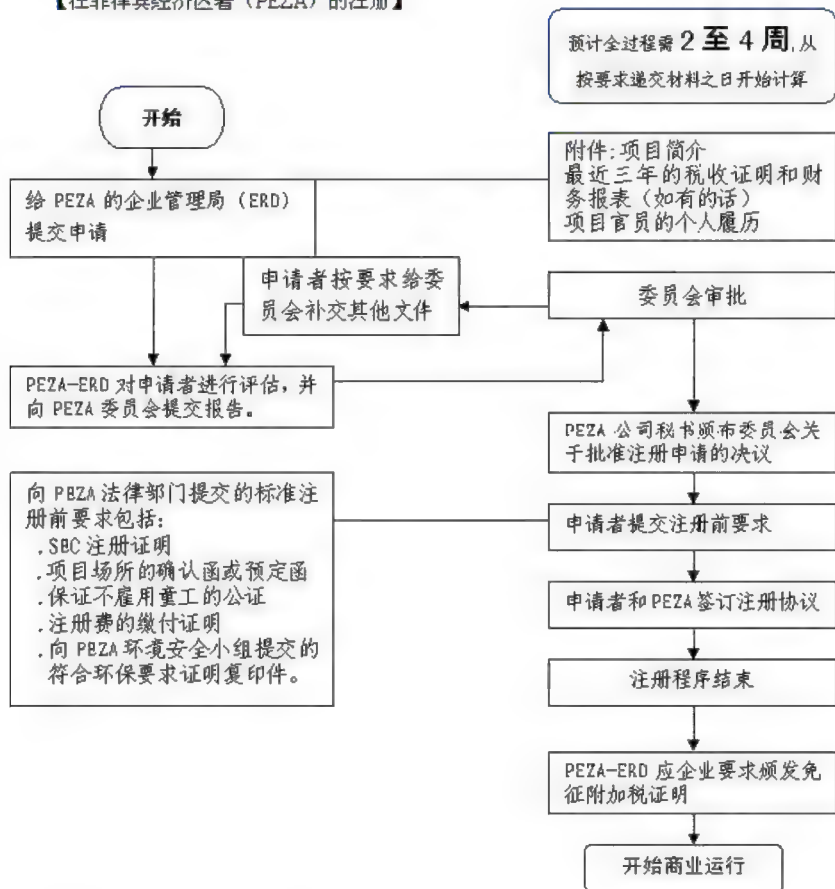 【在菲律宾经济区署（PEZA）的注册】
预计全过程需 2 至 4 周，从
按要求递交材料之日开始计算
开始
给 PEZA 的企业管理局（ERD）
提交申请
附件：项目简介
最近三年的税收证明和财
务报表（如有的话）
项目官员的个人履历
申请者按要求给委
员会补交其他文件
委员会审批
PEZA-ERD 对申请者进行评估，并
向 PEZA 委员会提交报告。
PEZA 公司秘书颁布委员会关
于批准注册申请的决议
向 PEZA 法律部门提交的标准注
册前要求包括：
.SEC 注册证明
.项目场所的确认函或预定函
.保证不雇用童工的公证
.注册费的缴付证明
.向 PEZA 环境安全小组提交的
符合环保要求证明复印件。
申请者提交注册前要求
申请者和 PEZA 签订注册协议
注册程序结束
PEZA-ERD 应企业要求颁发免
征附加税证明
开始商业运行